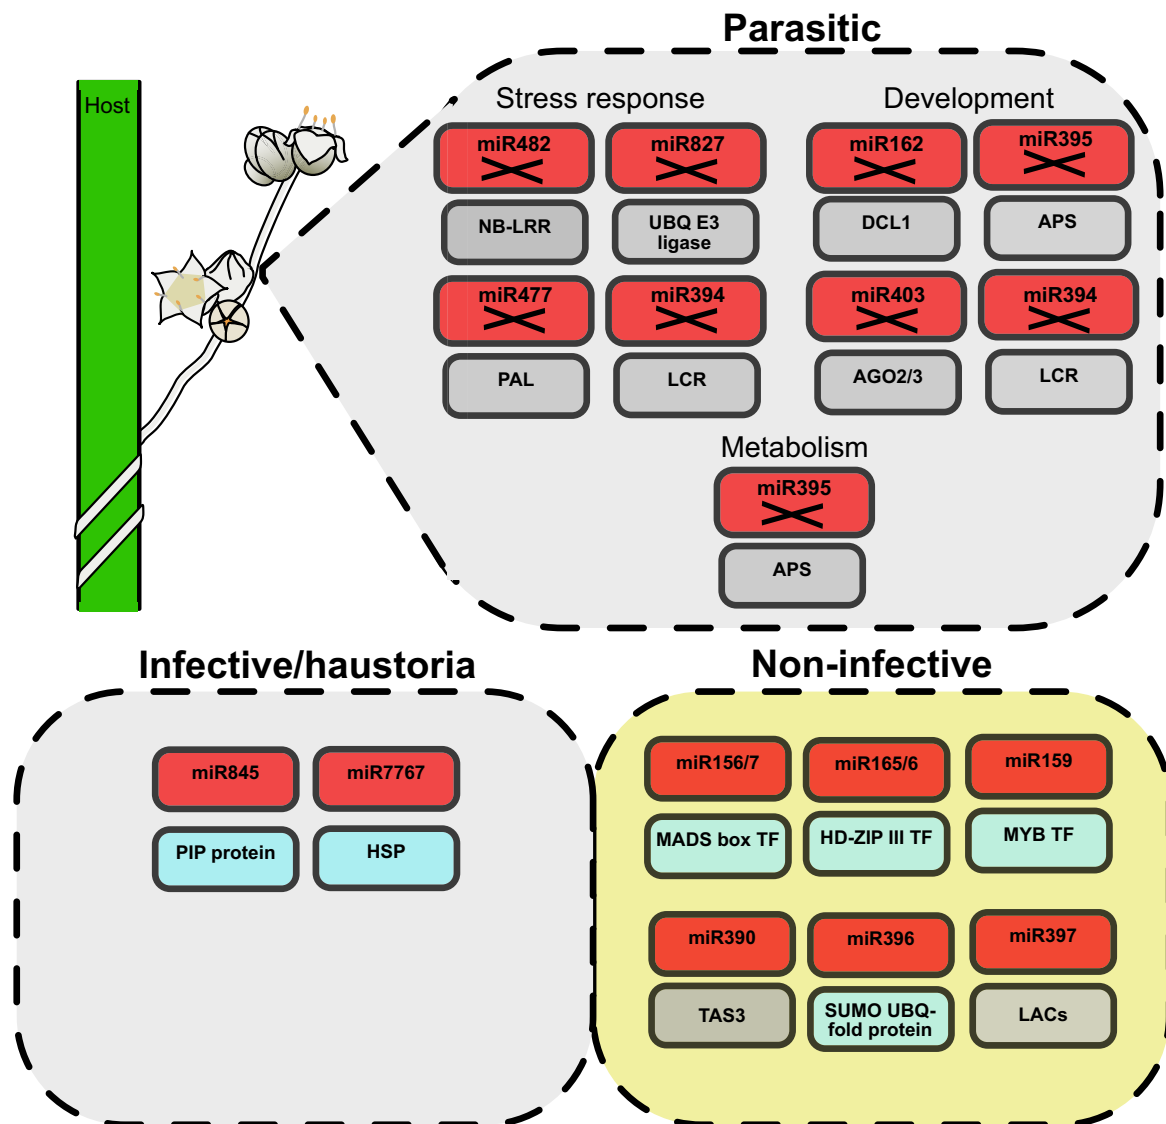 Parasitic
Host
Stress response
Development
miR482
miR827
miR162
miR395
NB-LRR
UBQ E3
ligase
DCL1
APS
miR477
miR394
miR403
miR394
PAL
LCR
AGO2/3
LCR
Metabolism
miR395
APS
Infective/haustoria
Non-infective
miR845
miR7767
PIP protein
HSP
miR156/7
miR165/6
miR159
MADS box TF
HD-ZIP III TF
MYB TF
miR390
miR396
miR397
TAS3
SUMO UBQ-
fold protein
LACs